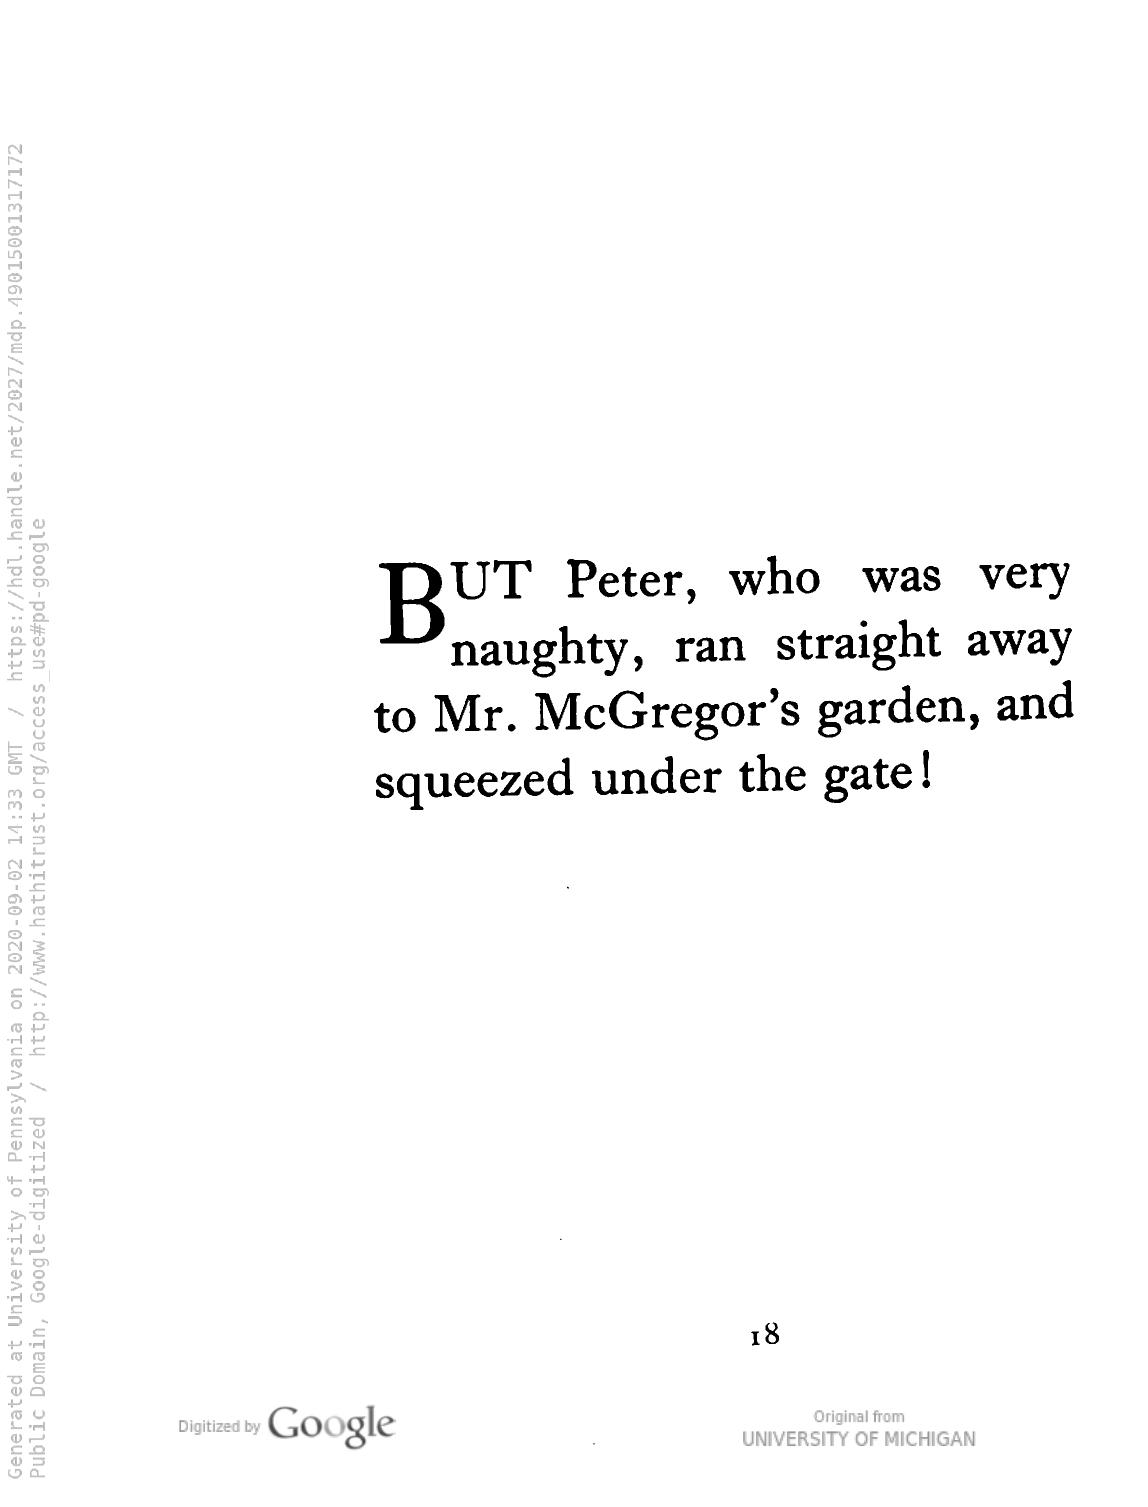 BUT Peter, who was very
naughty, ran straight away
to Mr. McGregor's garden, and
squeezed under the gate!
18
Digitized by Google
Original from
UNIVERSITY OF MICHIGAN
Generated at University of Pennsylvania on 2020-09-02 14:33 GMT / https://hdl.handle.net/2027/mdp.49015001317172
Public Domain, Google-digitized / http://www.hathitrust.org/access_use#pd-google